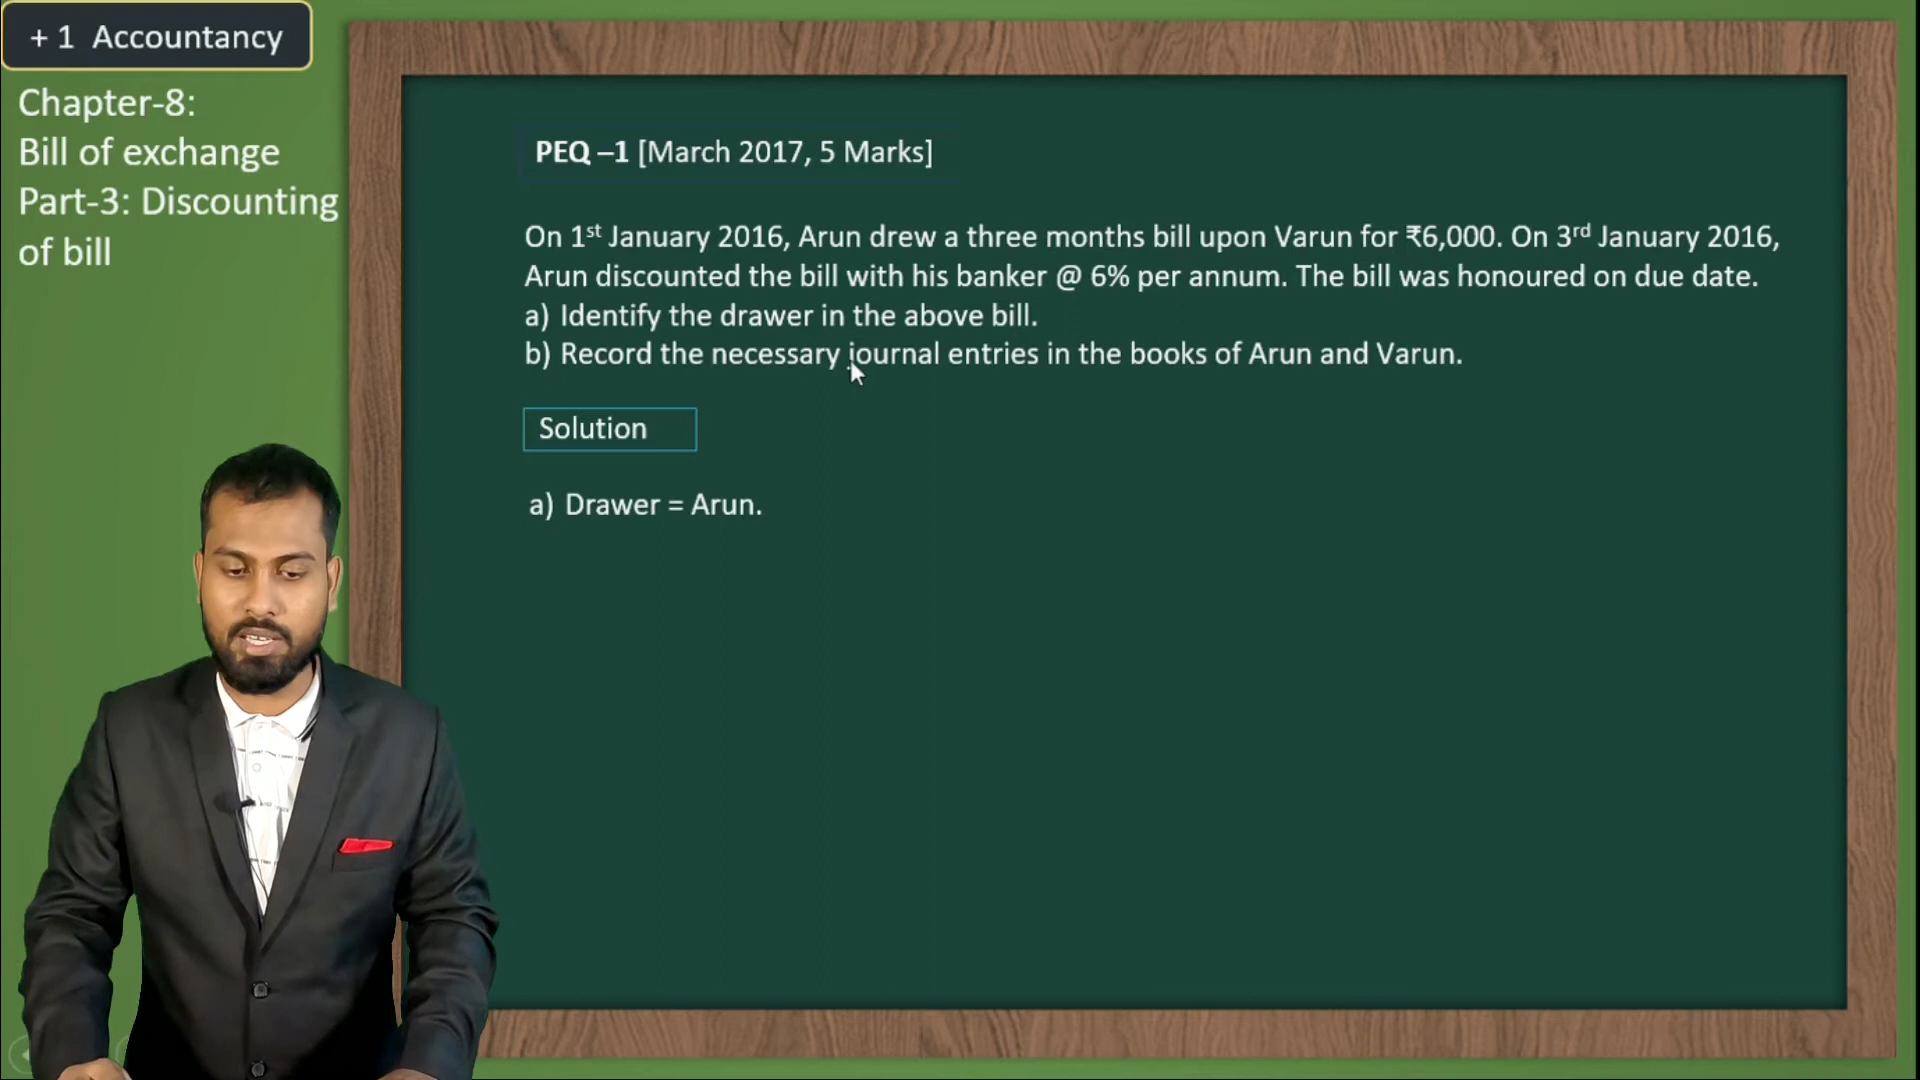 + 1 Accountancy
Chapter-8:
Bill of exchange
Part-3: Discounting
of bill
PEQ –1 [March 2017, 5 Marks]
On 1st January 2016, Arun drew a three months bill upon Varun for ₹6,000. On 3rd January 2016,
Arun discounted the bill with his banker @ 6% per annum. The bill was honoured on due date.
a) Identify the drawer in the above bill.
b) Record the necessary journal entries in the books of Arun and Varun.
Solution
a) Drawer = Arun.